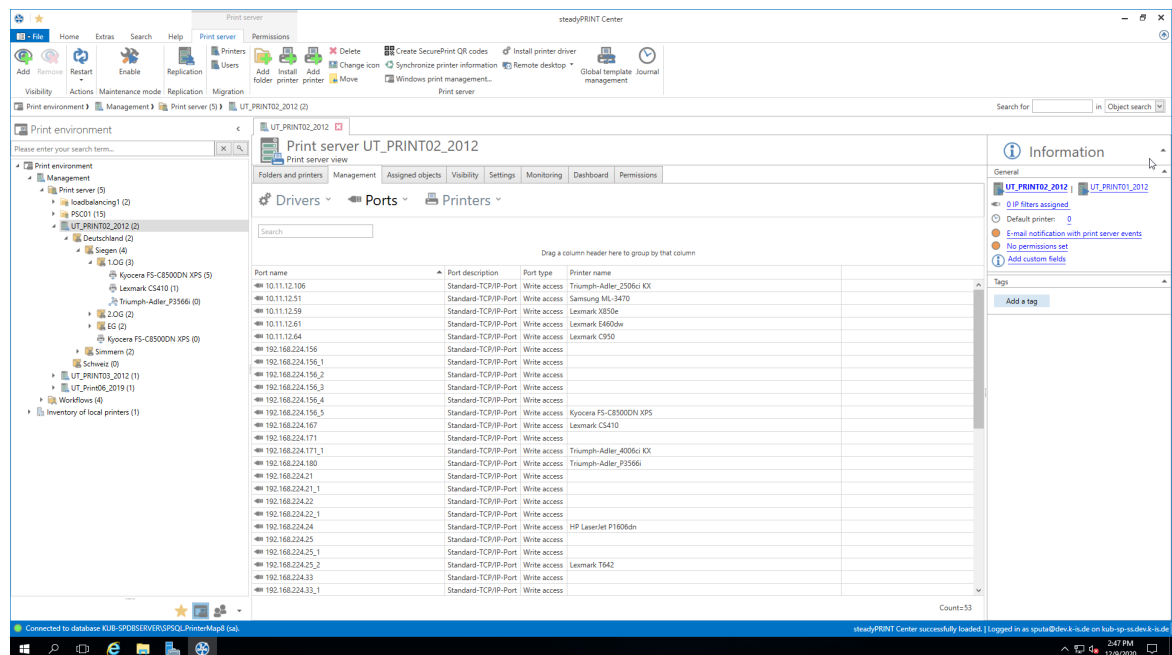 Print server
steadyPRINT Center
File Home Extras Search Help Print server Permissions
Add Remove Restart Enable Replication Printers Users
Add folder Install printer Add printer Delete Change icon Move
Create SecurePrint QR codes Install printer driver
Synchronize printer information Remote desktop
Windows print management...
Global template management Journal
Visibility Actions Maintenance mode Replication Migration Print server
Print environment Management Print server (5) UT_PRINT02_2012 (2)
Search for in Object search
Print environment
Please enter your search term...
Print environment
Management
Print server (5)
loadbalancing1 (2)
PSC01 (15)
UT_PRINT02_2012 (2)
Deutschland (2)
Siegen (4)
1.OG (3)
Kyocera FS-C8500DN XPS (5)
Lexmark CS410 (1)
Triumph-Adler_P3566i (0)
2.OG (2)
EG (2)
Kyocera FS-C8500DN XPS (0)
Simmern (2)
Schweiz (0)
UT_PRINT03_2012 (1)
UT_Print06_2019 (1)
Workflows (4)
Inventory of local printers (1)
UT_PRINT02_2012
Print server UT_PRINT02_2012
Print server view
Folders and printers Management Assigned objects Visibility Settings Monitoring Dashboard Permissions
Drivers Ports Printers
Search
Drag a column header here to group by that column
Port name Port description Port type Printer name
10.11.12.106 Standard-TCP/IP-Port Write access Triumph-Adler_2506ci KX
10.11.12.51 Standard-TCP/IP-Port Write access Samsung ML-3470
10.11.12.59 Standard-TCP/IP-Port Write access Lexmark X850e
10.11.12.61 Standard-TCP/IP-Port Write access Lexmark E460dw
10.11.12.64 Standard-TCP/IP-Port Write access Lexmark C950
192.168.224.156 Standard-TCP/IP-Port Write access
192.168.224.156_1 Standard-TCP/IP-Port Write access
192.168.224.156_2 Standard-TCP/IP-Port Write access
192.168.224.156_3 Standard-TCP/IP-Port Write access
192.168.224.156_4 Standard-TCP/IP-Port Write access
192.168.224.156_5 Standard-TCP/IP-Port Write access Kyocera FS-C8500DN XPS
192.168.224.167 Standard-TCP/IP-Port Write access Lexmark CS410
192.168.224.171 Standard-TCP/IP-Port Write access
192.168.224.171_1 Standard-TCP/IP-Port Write access Triumph-Adler_4006ci KX
192.168.224.180 Standard-TCP/IP-Port Write access Triumph-Adler_P3566i
192.168.224.21 Standard-TCP/IP-Port Write access
192.168.224.21_1 Standard-TCP/IP-Port Write access
192.168.224.22 Standard-TCP/IP-Port Write access
192.168.224.22_1 Standard-TCP/IP-Port Write access
192.168.224.24 Standard-TCP/IP-Port Write access HP LaserJet P1606dn
192.168.224.25 Standard-TCP/IP-Port Write access
192.168.224.25_1 Standard-TCP/IP-Port Write access
192.168.224.25_2 Standard-TCP/IP-Port Write access Lexmark T642
192.168.224.33 Standard-TCP/IP-Port Write access
192.168.224.33_1 Standard-TCP/IP-Port Write access
Count=53
Information
General
UT_PRINT02_2012 | UT_PRINT01_2012
0 IP filters assigned
Default printer: 0
E-mail notification with print server events
No permissions set
Add custom fields
Tags
Add a tag
Connected to database KUB-SPDBSERVER\SPSQL.PrinterMap8 (sa).
steadyPRINT Center successfully loaded. | Logged in as sputa@dev.k-is.de on kub-sp-ss.dev.k-is.de
2:47 PM
12/9/2020